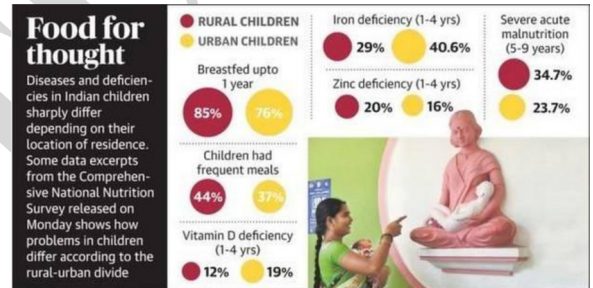 Food for
thought
Diseases and deficien-
cies in Indian children
sharply differ
depending on their
location of residence.
Some data excerpts
from the Comprehen-
sive National Nutrition
Survey released on
Monday shows how
problems in children
differ according to the
rural-urban divide
RURAL CHILDREN
URBAN CHILDREN
Breastfed upto
1 year
85% 76%
Children had
frequent meals
44% 37%
Vitamin D deficiency
(1-4 yrs)
12% 19%
Iron deficiency (1-4 yrs)
29% 40.6%
Zinc deficiency (1-4 yrs)
20% 16%
Severe acute
malnutrition
(5-9 years)
34.7%
23.7%